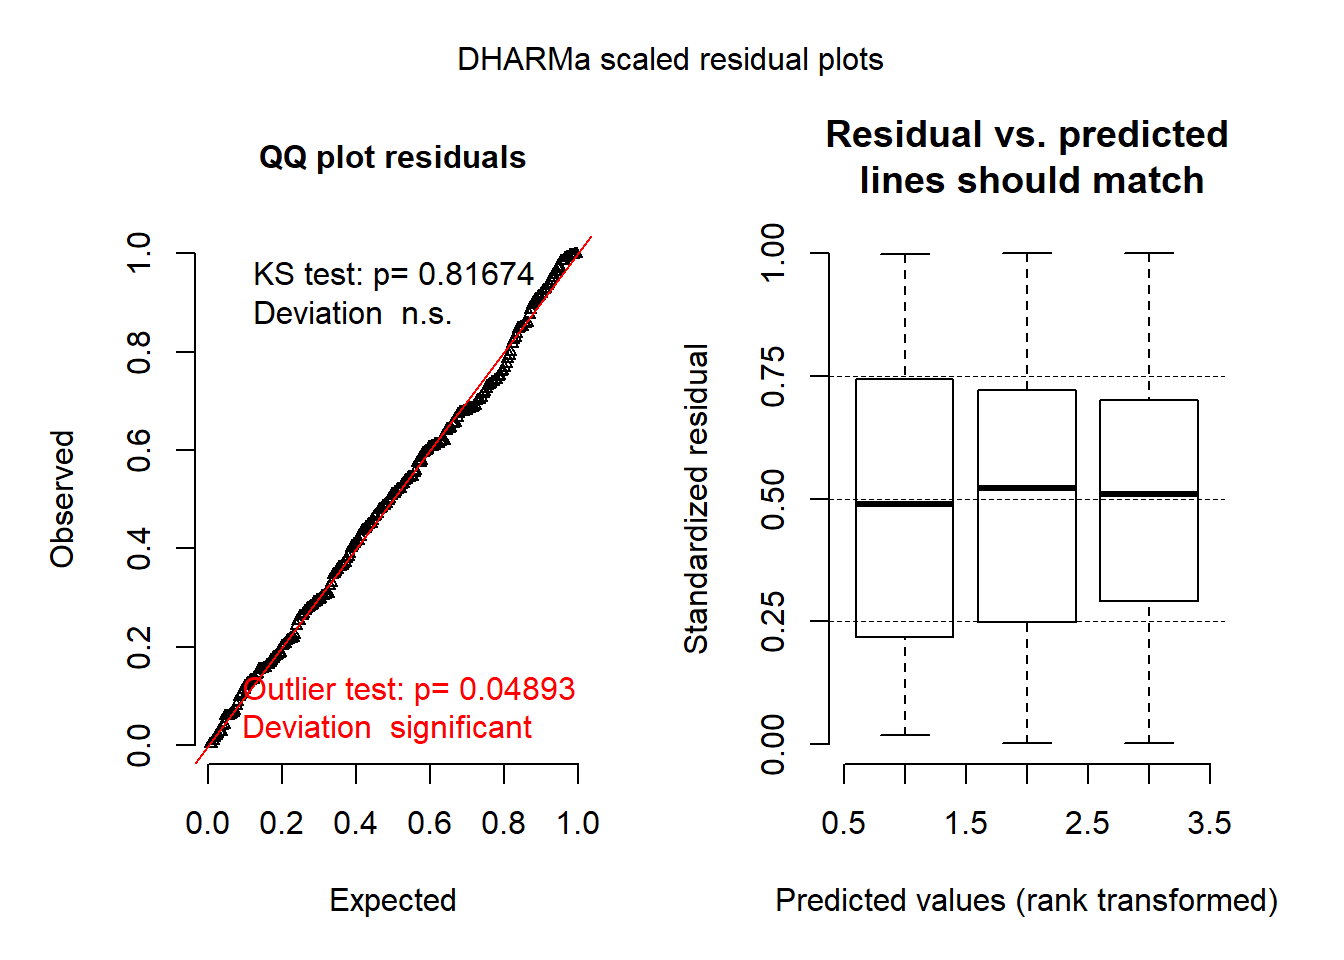 DHARMa scaled residual plots
QQ plot residuals
KS test: p= 0.81674
Deviation  n.s.
Outlier test: p= 0.04893
Deviation  significant
Observed
0.0 0.2 0.4 0.6 0.8 1.0
0.0 0.2 0.4 0.6 0.8 1.0
Expected
Residual vs. predicted
lines should match
Standardized residual
0.00 0.25 0.50 0.75 1.00
0.5 1.5 2.5 3.5
Predicted values (rank transformed)